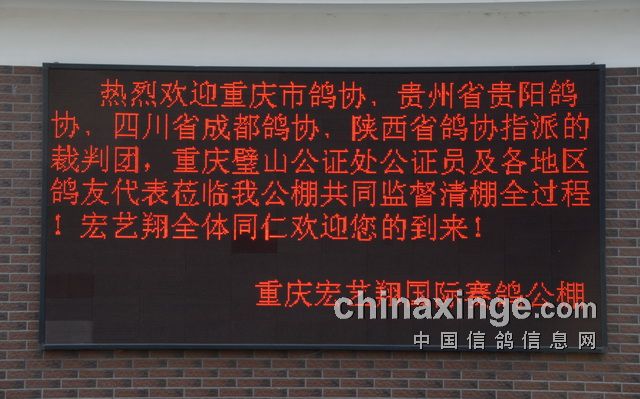 热烈欢迎重庆市鸽协、贵州省贵阳鸽
协、四川省成都鸽协、陕西省鸽协指派的
裁判团，重庆璧山公证处公证员及各地区
鸽友代表莅临我公棚共同监督清棚全过程
！宏艺翔全体同仁欢迎您的到来！
重庆宏艺翔国际赛鸽公棚
chinaxinge.com
中国信鸽信息网